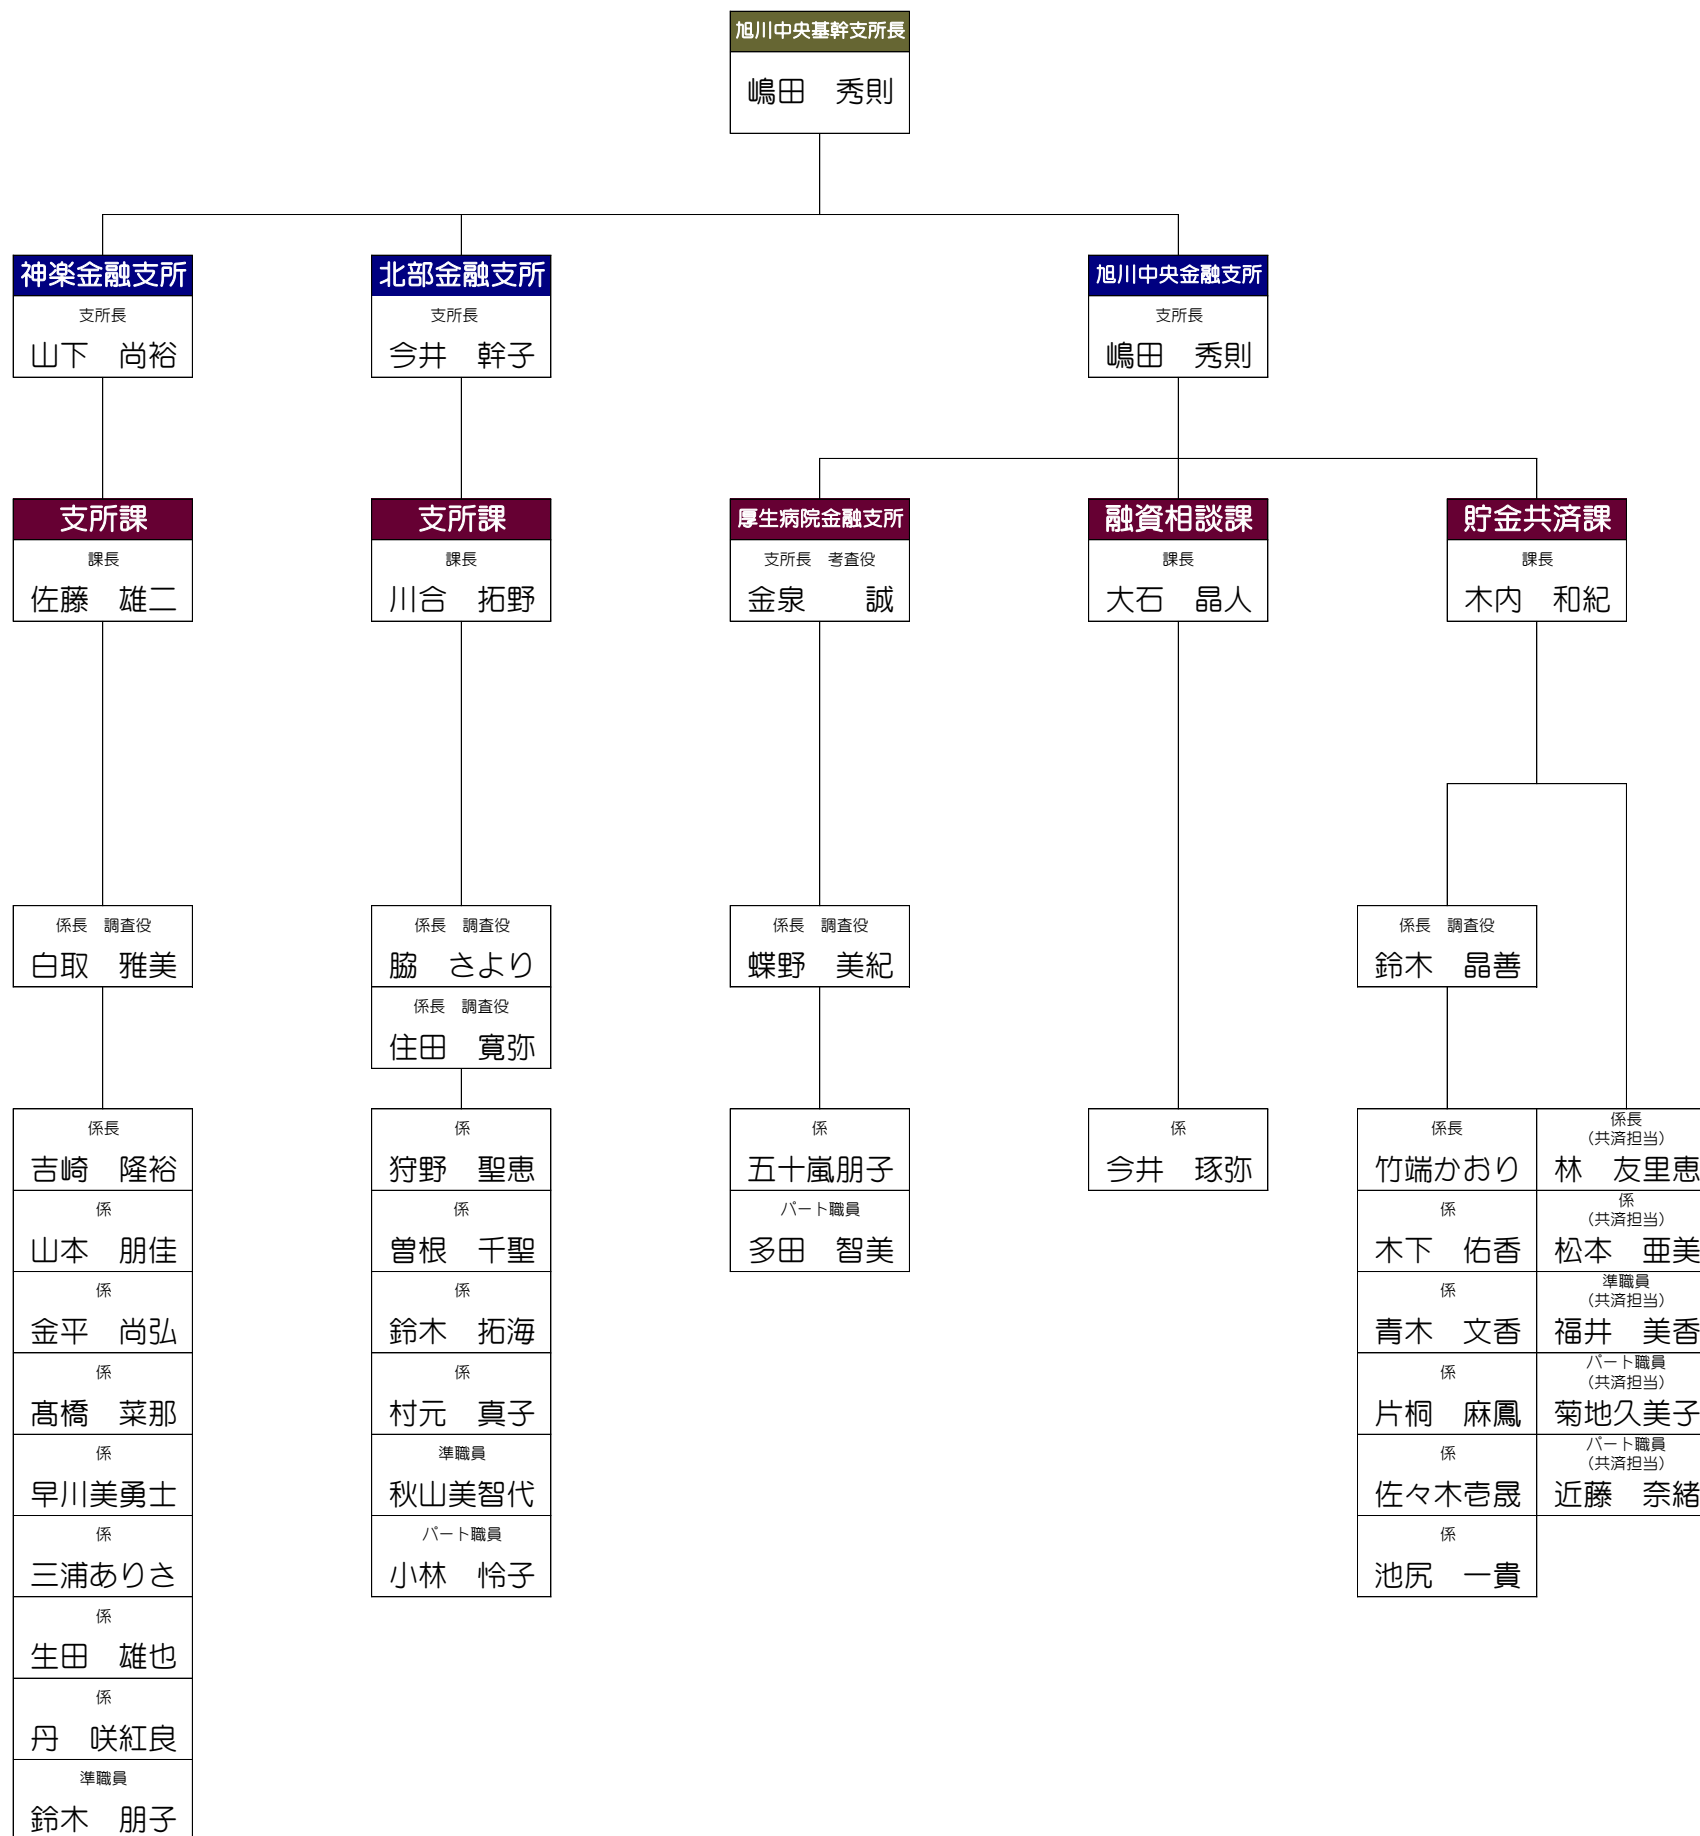 旭川中央基幹支所長
嶋田　秀則
神楽金融支所
支所長
山下　尚裕
北部金融支所
支所長
今井　幹子
旭川中央金融支所
支所長
嶋田　秀則
支所課
課長
佐藤　雄二
支所課
課長
川合　拓野
厚生病院金融支所
支所長　考査役
金泉　　誠
融資相談課
課長
大石　晶人
貯金共済課
課長
木内　和紀
係長　調査役
白取　雅美
係長　調査役
脇　さより
係長　調査役
住田　寛弥
係長　調査役
蝶野　美紀
係長　調査役
鈴木　晶善
係長
吉崎　隆裕
係
山本　朋佳
係
金平　尚弘
係
髙橋　菜那
係
早川美勇士
係
三浦ありさ
係
生田　雄也
係
丹　咲紅良
準職員
鈴木　朋子
係
狩野　聖恵
係
曽根　千聖
係
鈴木　拓海
係
村元　真子
準職員
秋山美智代
パート職員
小林　怜子
係
五十嵐朋子
パート職員
多田　智美
係
今井　琢弥
係長
竹端かおり
係
木下　佑香
係
青木　文香
係
片桐　麻鳳
係
佐々木壱晟
係
池尻　一貴
係長
（共済担当）
林　友里恵
係
（共済担当）
松本　亜美
準職員
（共済担当）
福井　美香
パート職員
（共済担当）
菊地久美子
パート職員
（共済担当）
近藤　奈緒